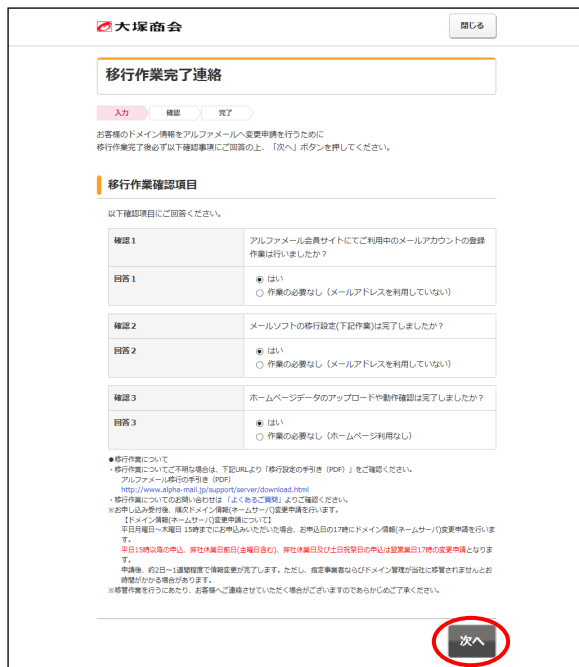 大塚商会
閉じる
移行作業完了連絡
入力 確認 完了
お客様のドメイン情報をアルファメールへ変更申請を行うために
移行作業完了後必ず以下確認事項にご回答の上、「次へ」ボタンを押してください。
移行作業確認項目
以下確認項目にご回答ください。
確認1 アルファメール会員サイトにてご利用中のメールアカウントの登録
作業は行いましたか？
回答1 はい
作業の必要なし（メールアドレスを利用していない）
確認2 メールソフトの移行設定(下記作業)は完了しましたか？
回答2 はい
作業の必要なし（メールアドレスを利用していない）
確認3 ホームページデータのアップロードや動作確認は完了しましたか？
回答3 はい
作業の必要なし（ホームページ利用なし）
●移行作業について
・移行作業についてご不明な場合は、下記URLより「移行設定の手引き（PDF）」をご確認ください。
アルファメール移行の手引き（PDF）
http://www.alpha-mail.jp/support/server/download.html
・移行作業についてのお問い合わせは「よくあるご質問」よりご確認ください。
※お申し込み受付後、順次ドメイン情報(ネームサーバ)変更申請を行います。
【ドメイン情報(ネームサーバ)変更申請について】
平日月曜日～木曜日 15時までにお申込みいただいた場合、お申込日の17時にドメイン情報(ネームサーバ)変更申請を行いま
す。
平日15時以降の申込、弊社休業日前日(金曜日含む)、弊社休業日及び土日祝祭日の申込は翌営業日17時の変更申請となりま
す。
申請後、約2日～1週間程度で情報変更が完了します。ただし、指定事業者ならびドメイン管理が当社に移管されませんとお
時間がかかる場合があります。
※移管作業を行うにあたり、お客様へご連絡させていただく場合がございますのであらかじめご了承ください。
次へ